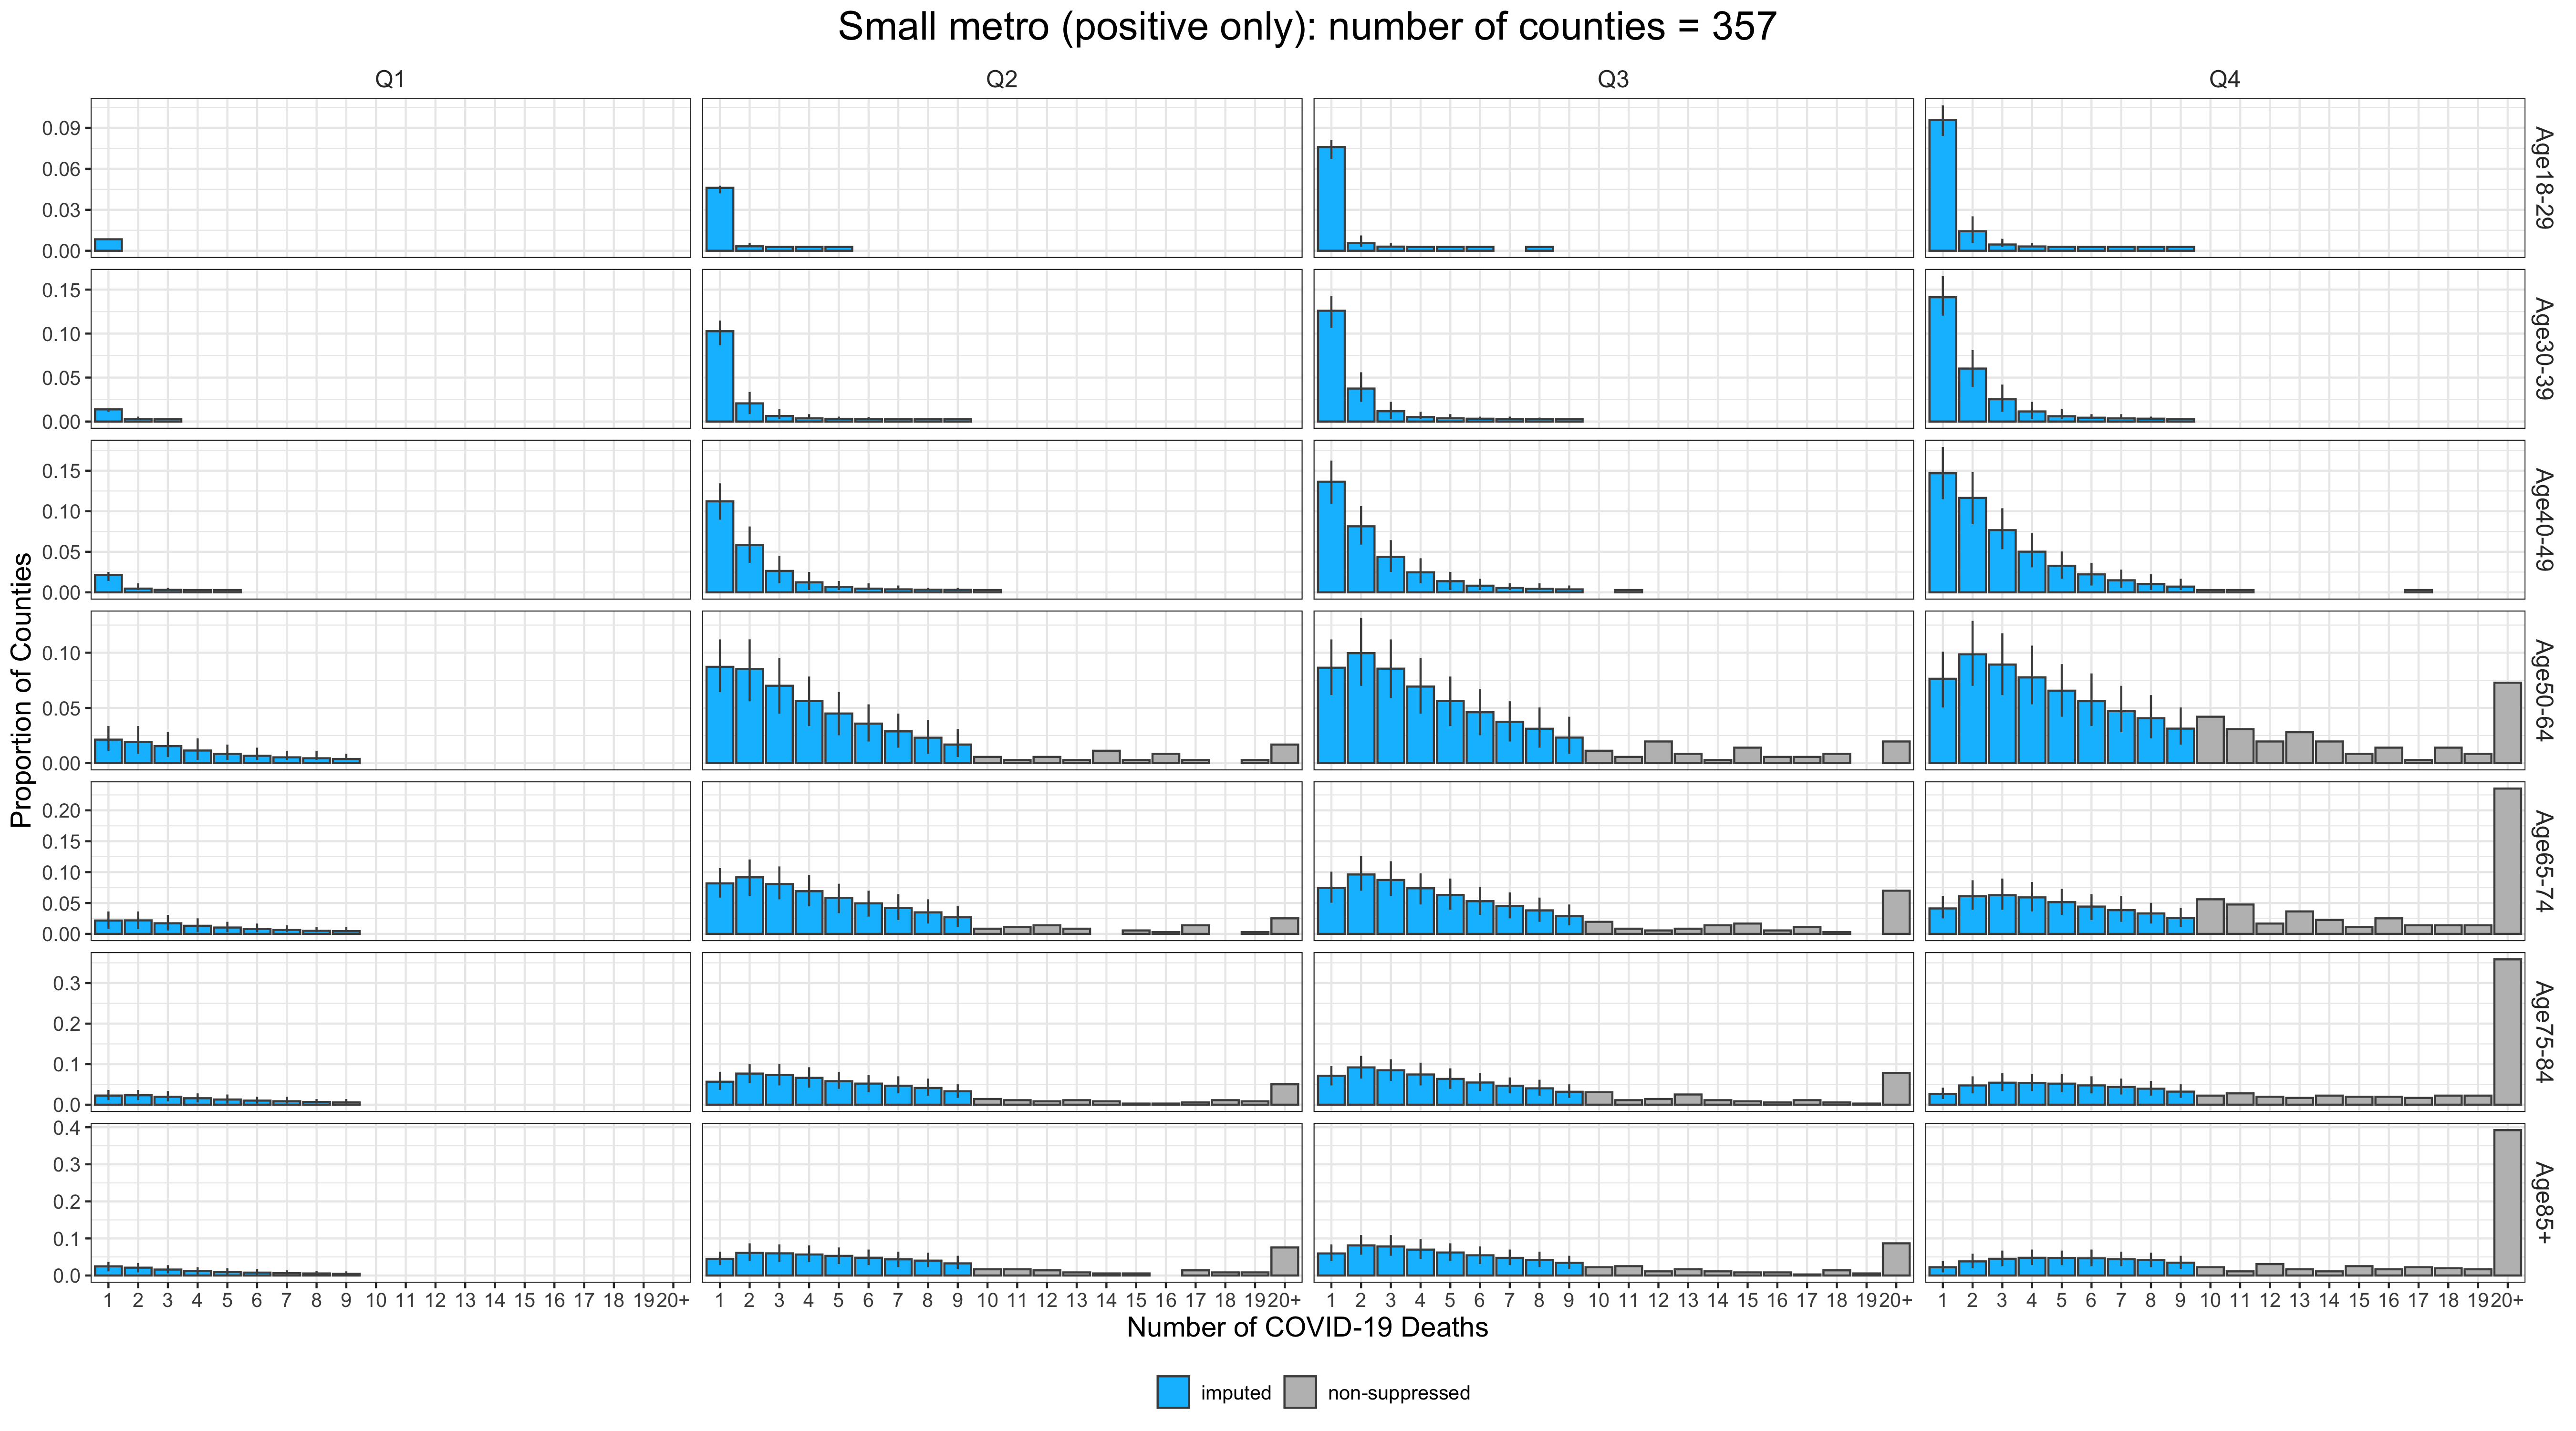 Small metro (positive only): number of counties = 357
Q1 Q2 Q3 Q4
Proportion of Counties
0.09
0.06
0.03
0.00
Age18-29
0.15
0.10
0.05
0.00
Age30-39
0.15
0.10
0.05
0.00
Age40-49
0.10
0.05
0.00
Age50-64
0.20
0.15
0.10
0.05
0.00
Age65-74
0.3
0.2
0.1
0.0
Age75-84
0.4
0.3
0.2
0.1
0.0
Age85+
1 2 3 4 5 6 7 8 9 10 11 12 13 14 15 16 17 18 19 20+ 1 2 3 4 5 6 7 8 9 10 11 12 13 14 15 16 17 18 19 20+ 1 2 3 4 5 6 7 8 9 10 11 12 13 14 15 16 17 18 19 20+ 1 2 3 4 5 6 7 8 9 10 11 12 13 14 15 16 17 18 19 20+
Number of COVID-19 Deaths
imputed non-suppressed